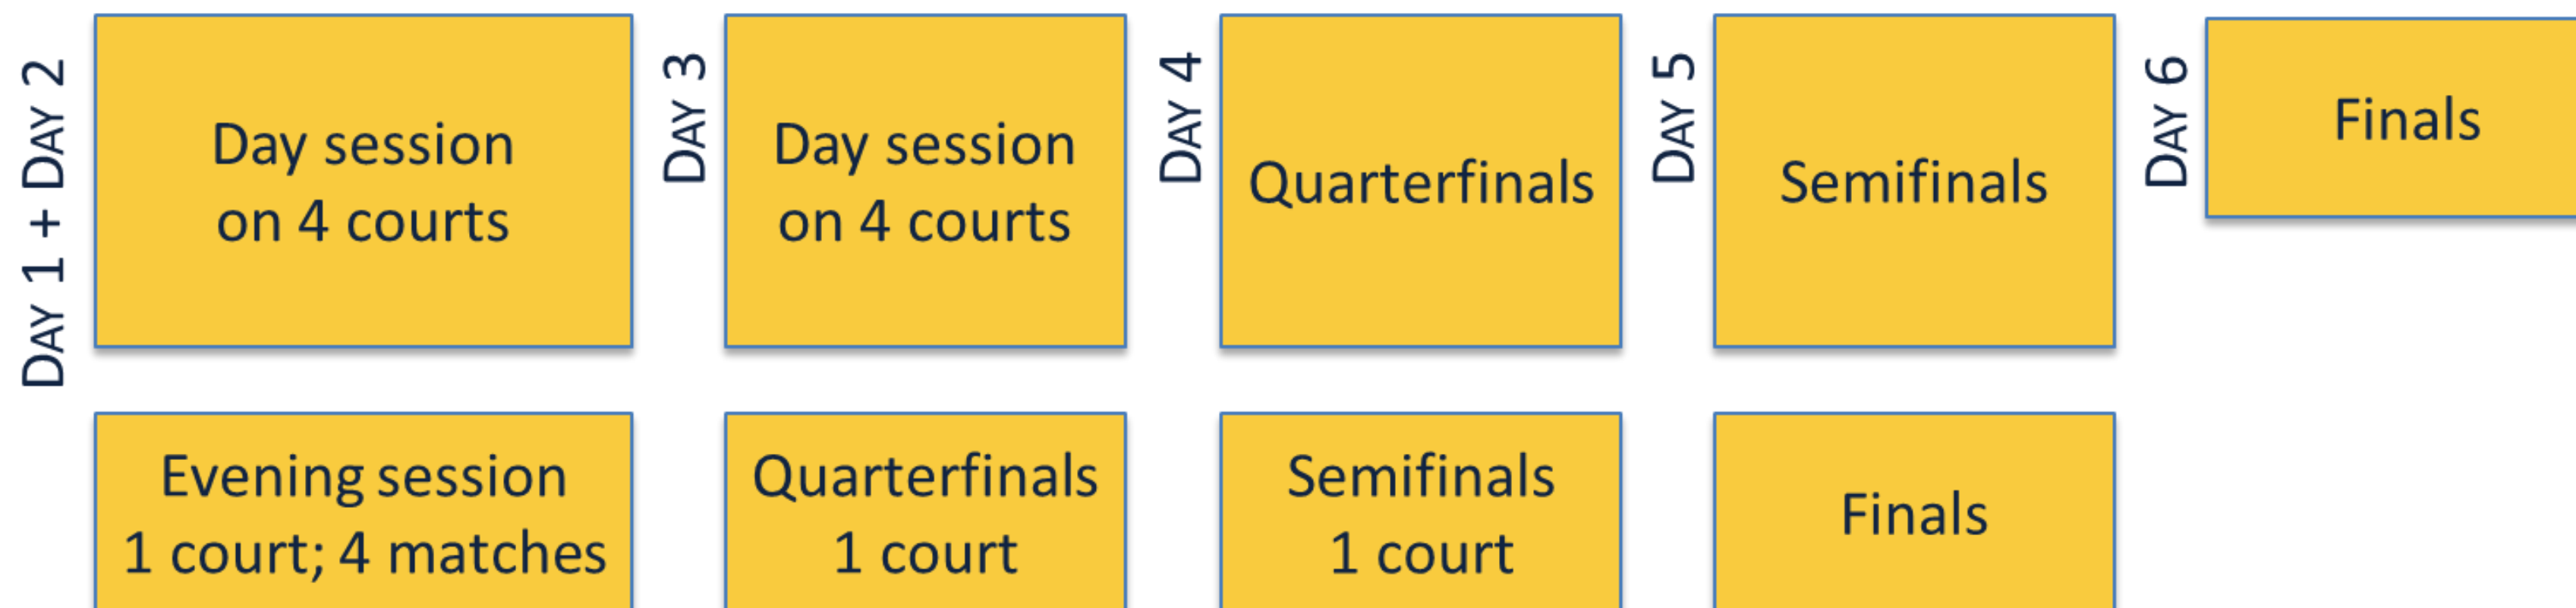 DAY 1 + DAY 2
Day session
on 4 courts
Evening session
1 court; 4 matches
DAY 3
Day session
on 4 courts
Quarterfinals
1 court
DAY 4
Quarterfinals
Semifinals
1 court
DAY 5
Semifinals
Finals
DAY 6
Finals